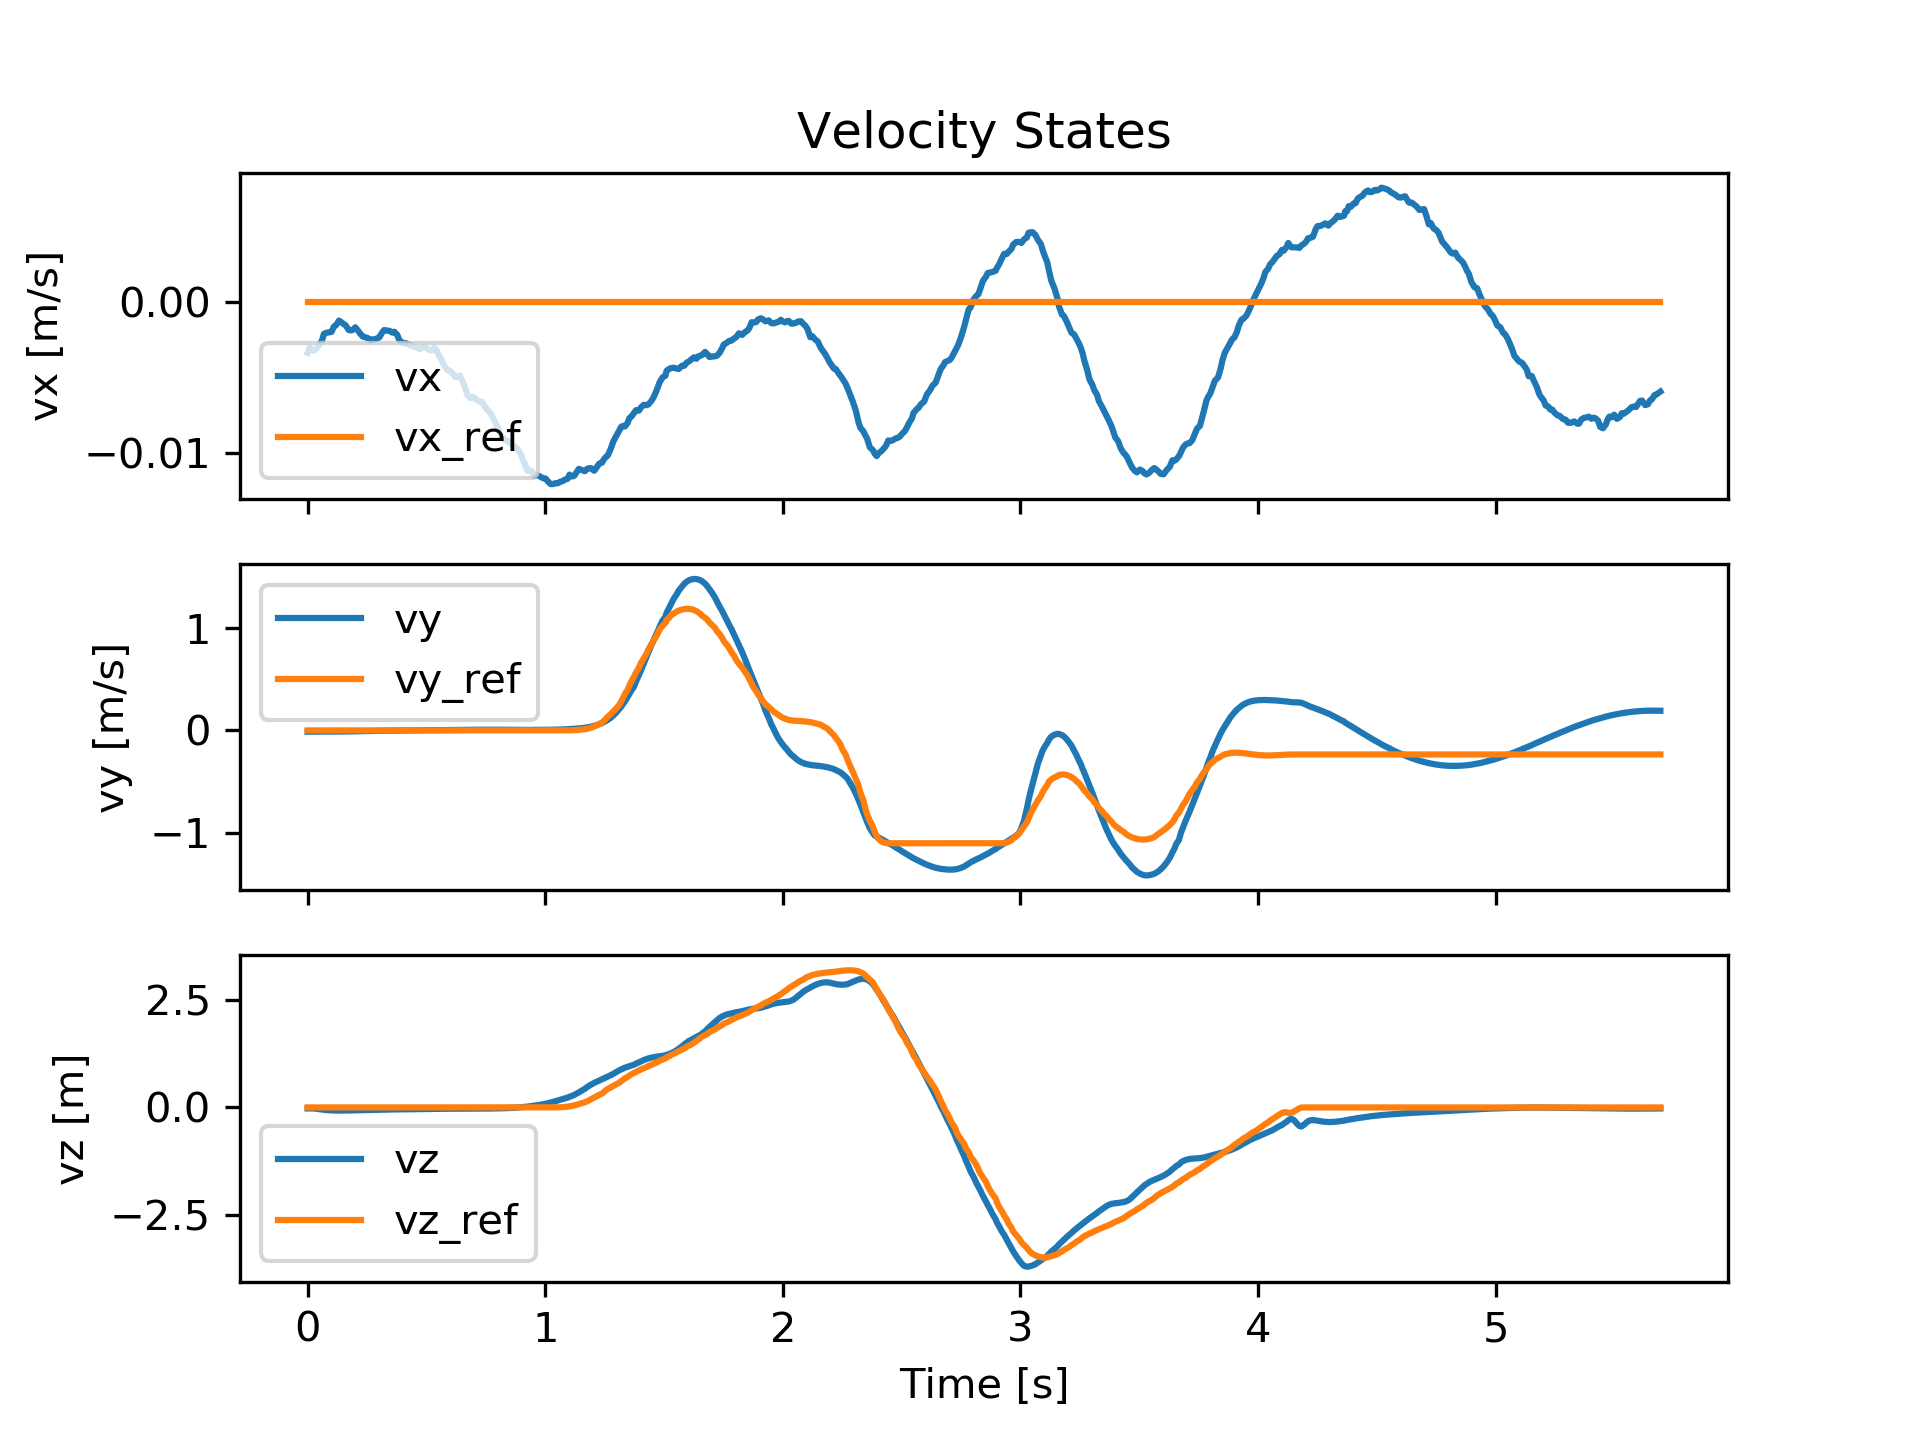 Velocity States
vx [m/s]
0.00
−0.01
vx
vx_ref
vy [m/s]
1
0
−1
vy
vy_ref
vz [m]
2.5
0.0
−2.5
vz
vz_ref
0 1 2 3 4 5
Time [s]